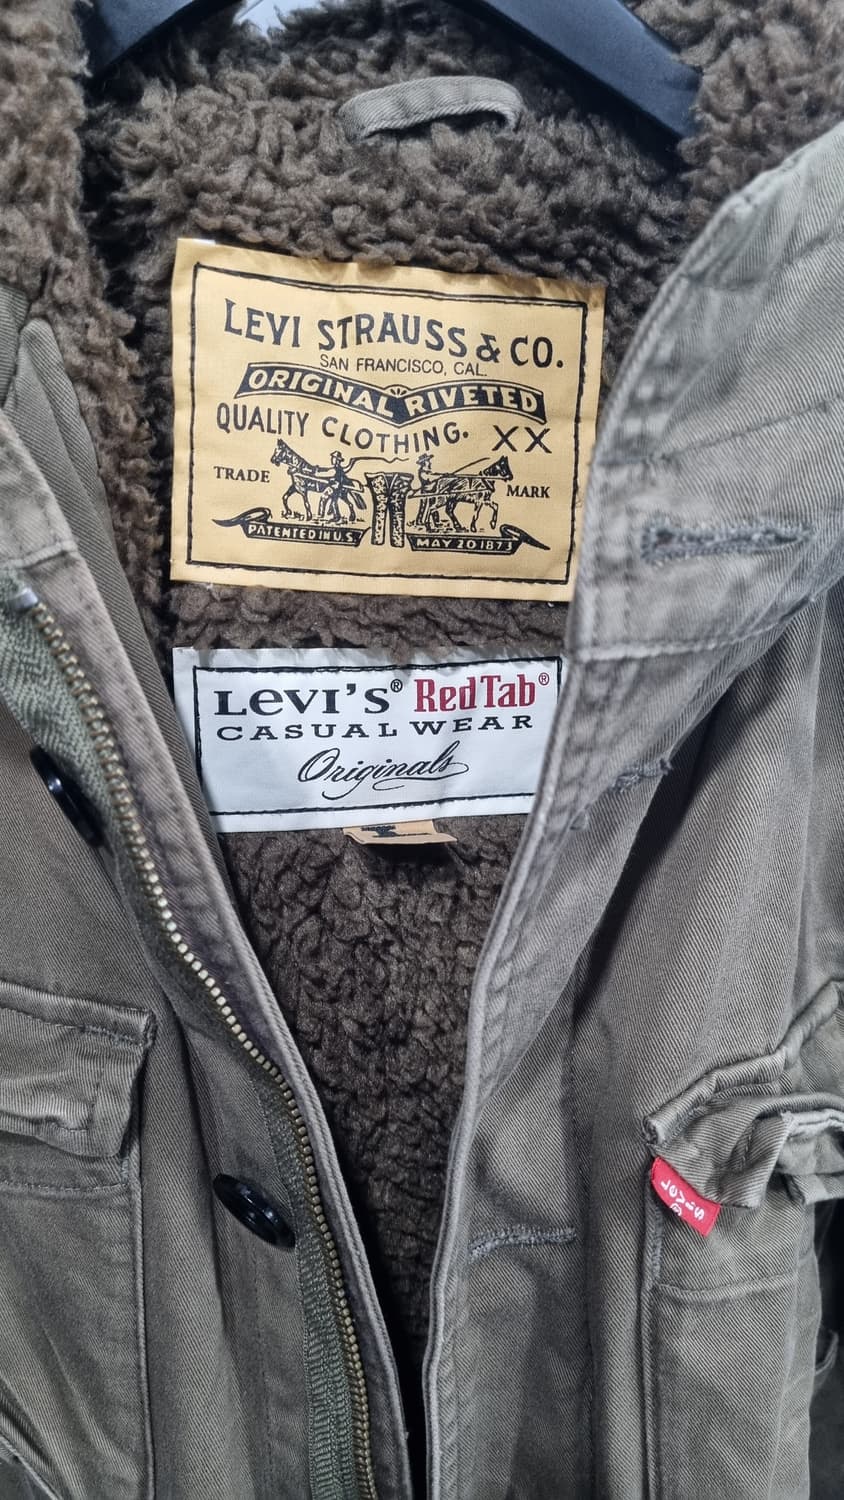 LEVI STRAUSS & CO.
SAN FRANCISCO, CAL.
ORIGINAL RIVETED
QUALITY CLOTHING. XX
TRADE MARK
PATENTED IN U.S. MAY 20 1873
LEVI'S® RedTab®
CASUAL WEAR
Originals
LEVI'S®